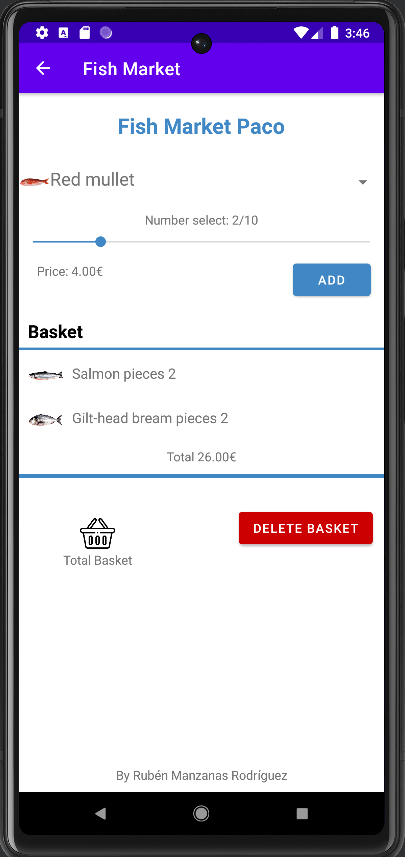 3:46
Fish Market
Fish Market Paco
Red mullet
Number select: 2/10
Price: 4.00€
ADD
Basket
Salmon pieces 2
Gilt-head bream pieces 2
Total 26.00€
DELETE BASKET
Total Basket
By Rubén Manzanas Rodríguez